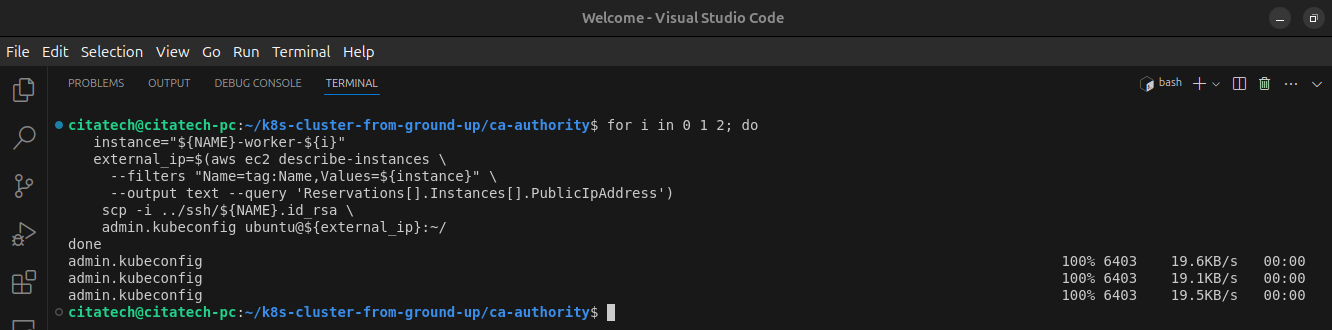 Welcome - Visual Studio Code
File Edit Selection View Go Run Terminal Help
PROBLEMS OUTPUT DEBUG CONSOLE TERMINAL bash
citatech@citatech-pc:~/k8s-cluster-from-ground-up/ca-authority$ for i in 0 1 2; do
   instance="${NAME}-worker-${i}"
   external_ip=$(aws ec2 describe-instances \
     --filters "Name=tag:Name,Values=${instance}" \
     --output text --query 'Reservations[].Instances[].PublicIpAddress')
    scp -i ../ssh/${NAME}.id_rsa \
    admin.kubeconfig ubuntu@${external_ip}:~/
done
admin.kubeconfig 100% 6403 19.6KB/s 00:00
admin.kubeconfig 100% 6403 19.1KB/s 00:00
admin.kubeconfig 100% 6403 19.5KB/s 00:00
citatech@citatech-pc:~/k8s-cluster-from-ground-up/ca-authority$